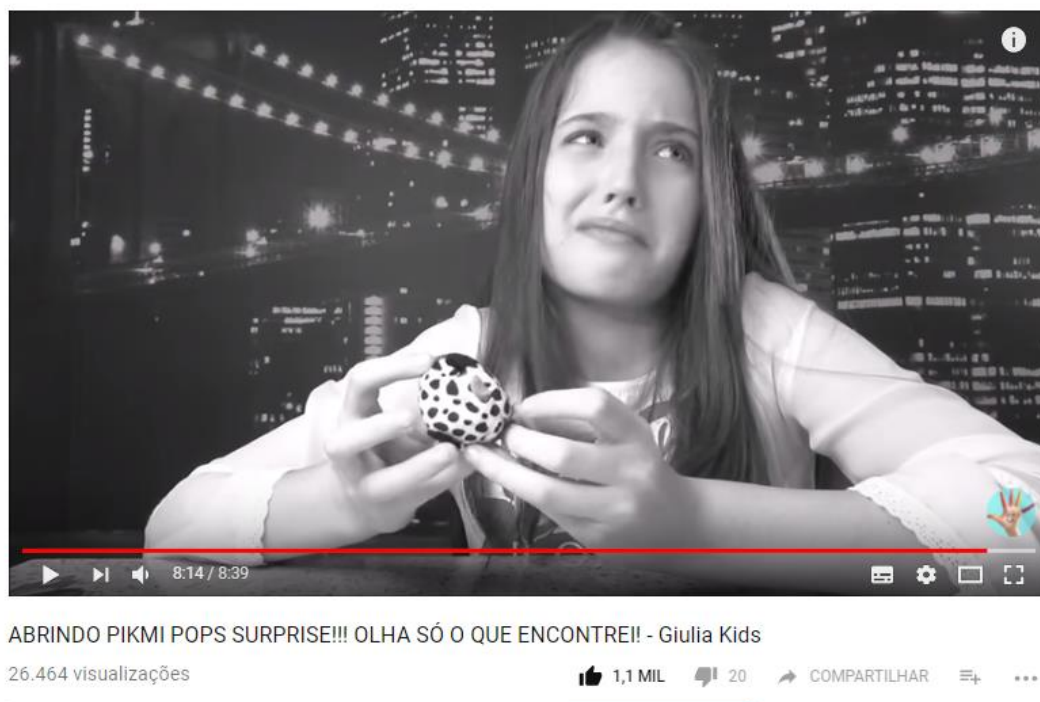 8:14 / 8:39
ABRINDO PIKMI POPS SURPRISE!!! OLHA SÓ O QUE ENCONTREI! - Giulia Kids
26.464 visualizações
1,1 MIL 20 COMPARTILHAR